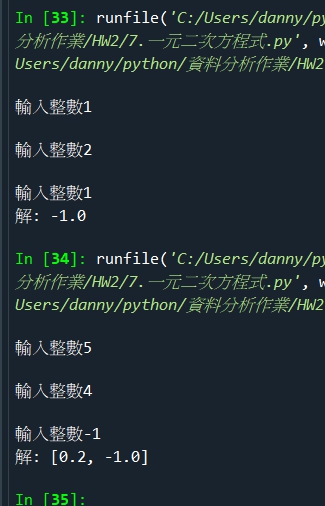 In [33]: runfile('C:/Users/danny/py
分析作業/HW2/7.一元二次方程式.py', w
Users/danny/python/資料分析作業/HW2
輸入整數1
輸入整數2
輸入整數1
解: -1.0
In [34]: runfile('C:/Users/danny/py
分析作業/HW2/7.一元二次方程式.py', w
Users/danny/python/資料分析作業/HW2
輸入整數5
輸入整數4
輸入整數-1
解: [0.2, -1.0]
In [35]: